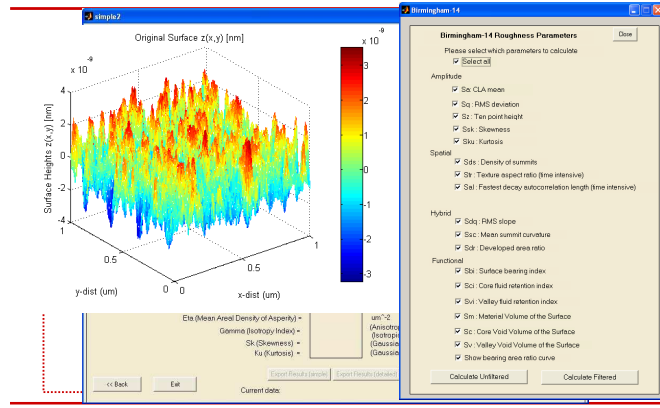 simple7
Original Surface z(x,y) [nm]
x 10 -9
x 10 -9
Surface Heights z(x,y) [nm]
4
2
0
-2
-4
1
0.5
0
y-dist (um)
0
0.5
1
x-dist (um)
3
2
1
0
-1
-2
-3
Eta (Mean Areal Density of Asperity) =
um^-2
Gamma (Isotropy Index) =
(Anisotrop
(Isotropic
Sk (Skewness) =
(Gaussia
Ku (Kurtosis) =
(Gaussia
Export Results (simple)
Export Results (detailed)
<< Back
Exit
Current data:
Birmingham-14
Birmingham-14 Roughness Parameters
Close
Please select which parameters to calculate
Select all
Amplitude
Sa: CLA mean
Sq : RMS deviation
Sz : Ten point height
Ssk : Skewness
Sku : Kurtosis
Spatial
Sds : Density of summits
Str : Texture aspect ratio (time intensive)
Sal : Fastest decay autocorrelation length (time intensive)
Hybrid
Sdq : RMS slope
Ssc : Mean summit curvature
Sdr : Developed area ratio
Functional
Sbi : Surface bearing index
Sci : Core fluid retention index
Svi : Valley fluid retention index
Sm : Material Volume of the Surface
Sc : Core Void Volume of the Surface
Sv : Valley Void Volume of the Surface
Show bearing area ratio curve
Calculate Unfiltered
Calculate Filtered